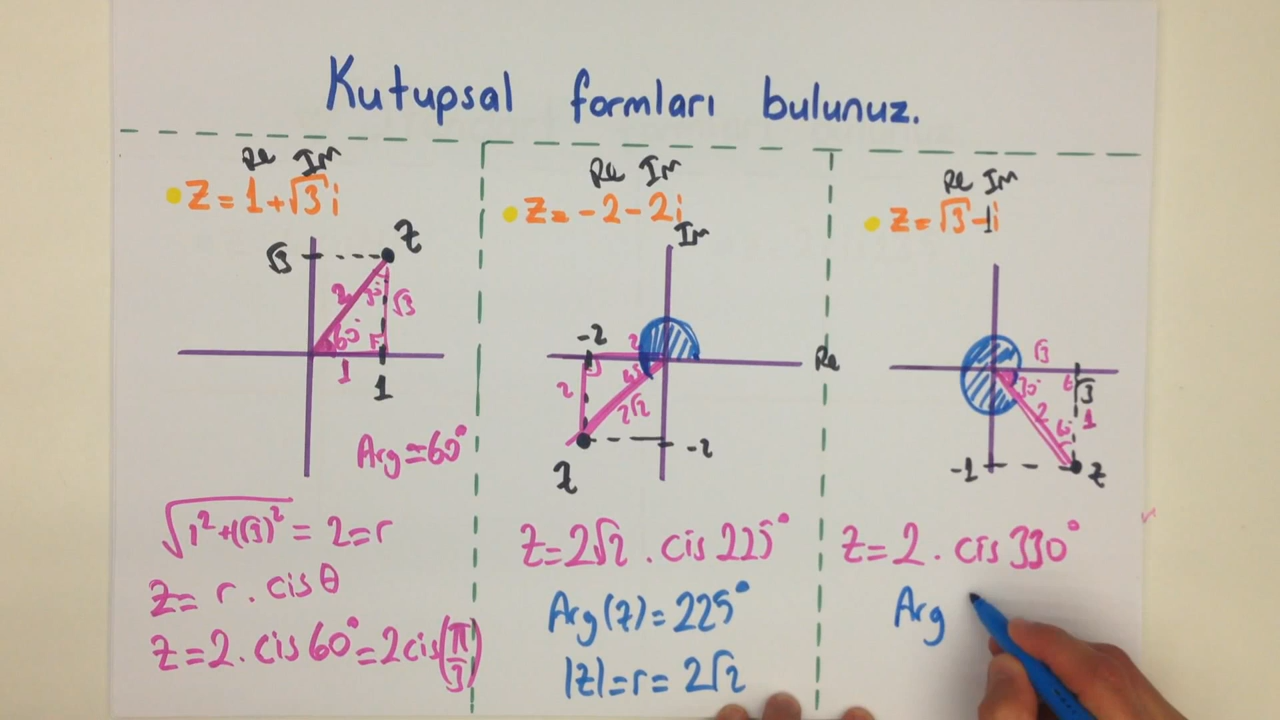 Kutupsal formları bulunuz.
Re Im
z = 1 + √3 i
√3
z
2
30°
√3
60°
1
1
Arg = 60°
√1² + (√3)² = 2 = r
z = r . cis θ
z = 2 . cis 60° = 2 cis(π/3)
Re Im
z = -2 - 2i
Im
-2
2
Re
2
45
2√2
-2
z
z = 2√2 . cis 225°
Arg(z) = 225°
|z| = r = 2√2
Re Im
z = √3 - 1i
√3
30°
√3
2
1
-1
z
z = 2 . cis 330°
Arg